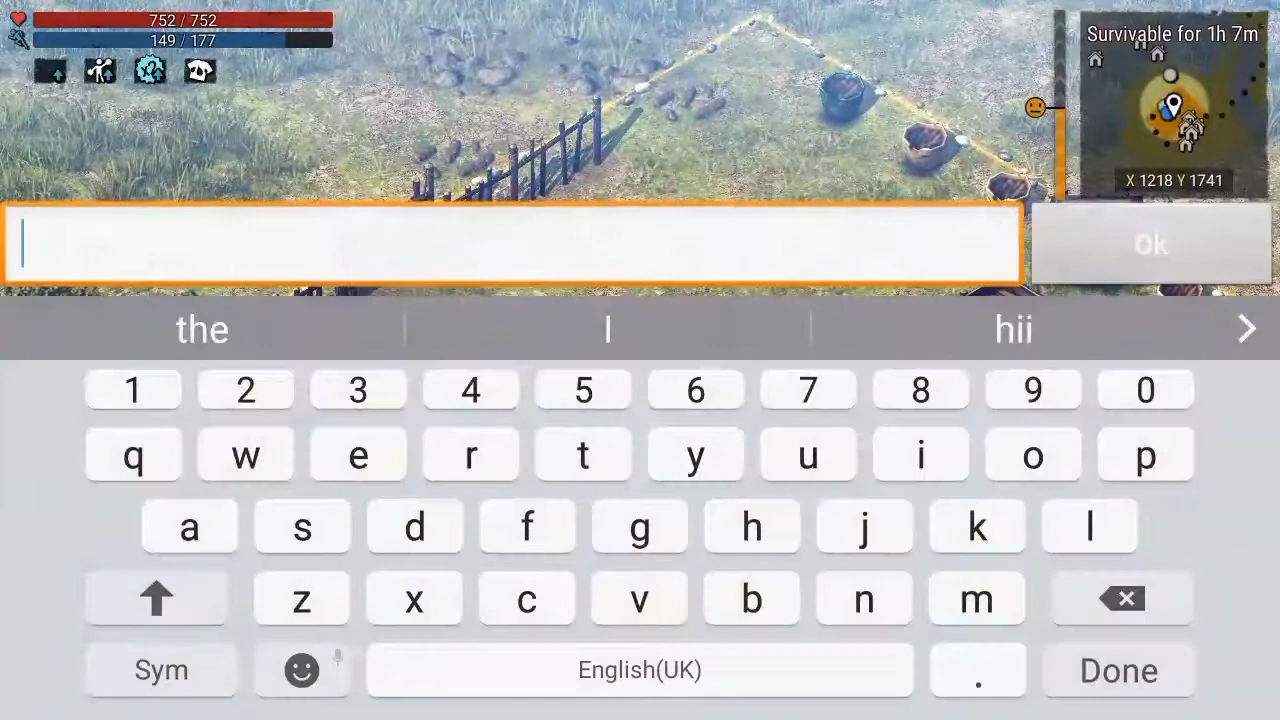 752 / 752
149 / 177
Survivable for 1h 7m
X 1218 Y 1741
Ok
the I hii
1 2 3 4 5 6 7 8 9 0
q w e r t y u i o p
a s d f g h j k l
z x c v b n m
Sym English(UK) . Done